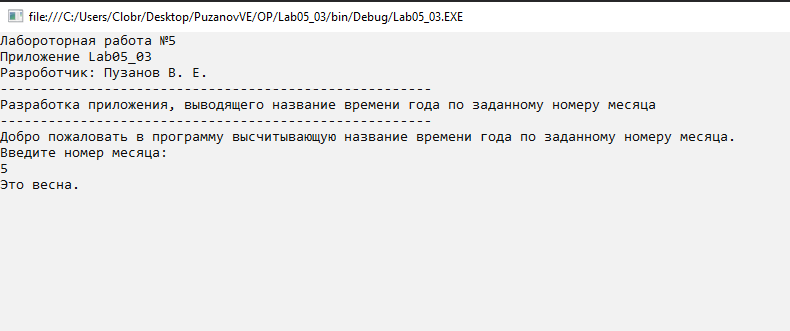 file:///C:/Users/Clobr/Desktop/PuzanovVE/OP/Lab05_03/bin/Debug/Lab05_03.EXE
Лабороторная работа №5
Приложение Lab05_03
Разроботчик: Пузанов В. Е.
------------------------------------------------------
Разработка приложения, выводящего название времени года по заданному номеру месяца
------------------------------------------------------
Добро пожаловать в программу высчитывающую название времени года по заданному номеру месяца.
Введите номер месяца:
5
Это весна.